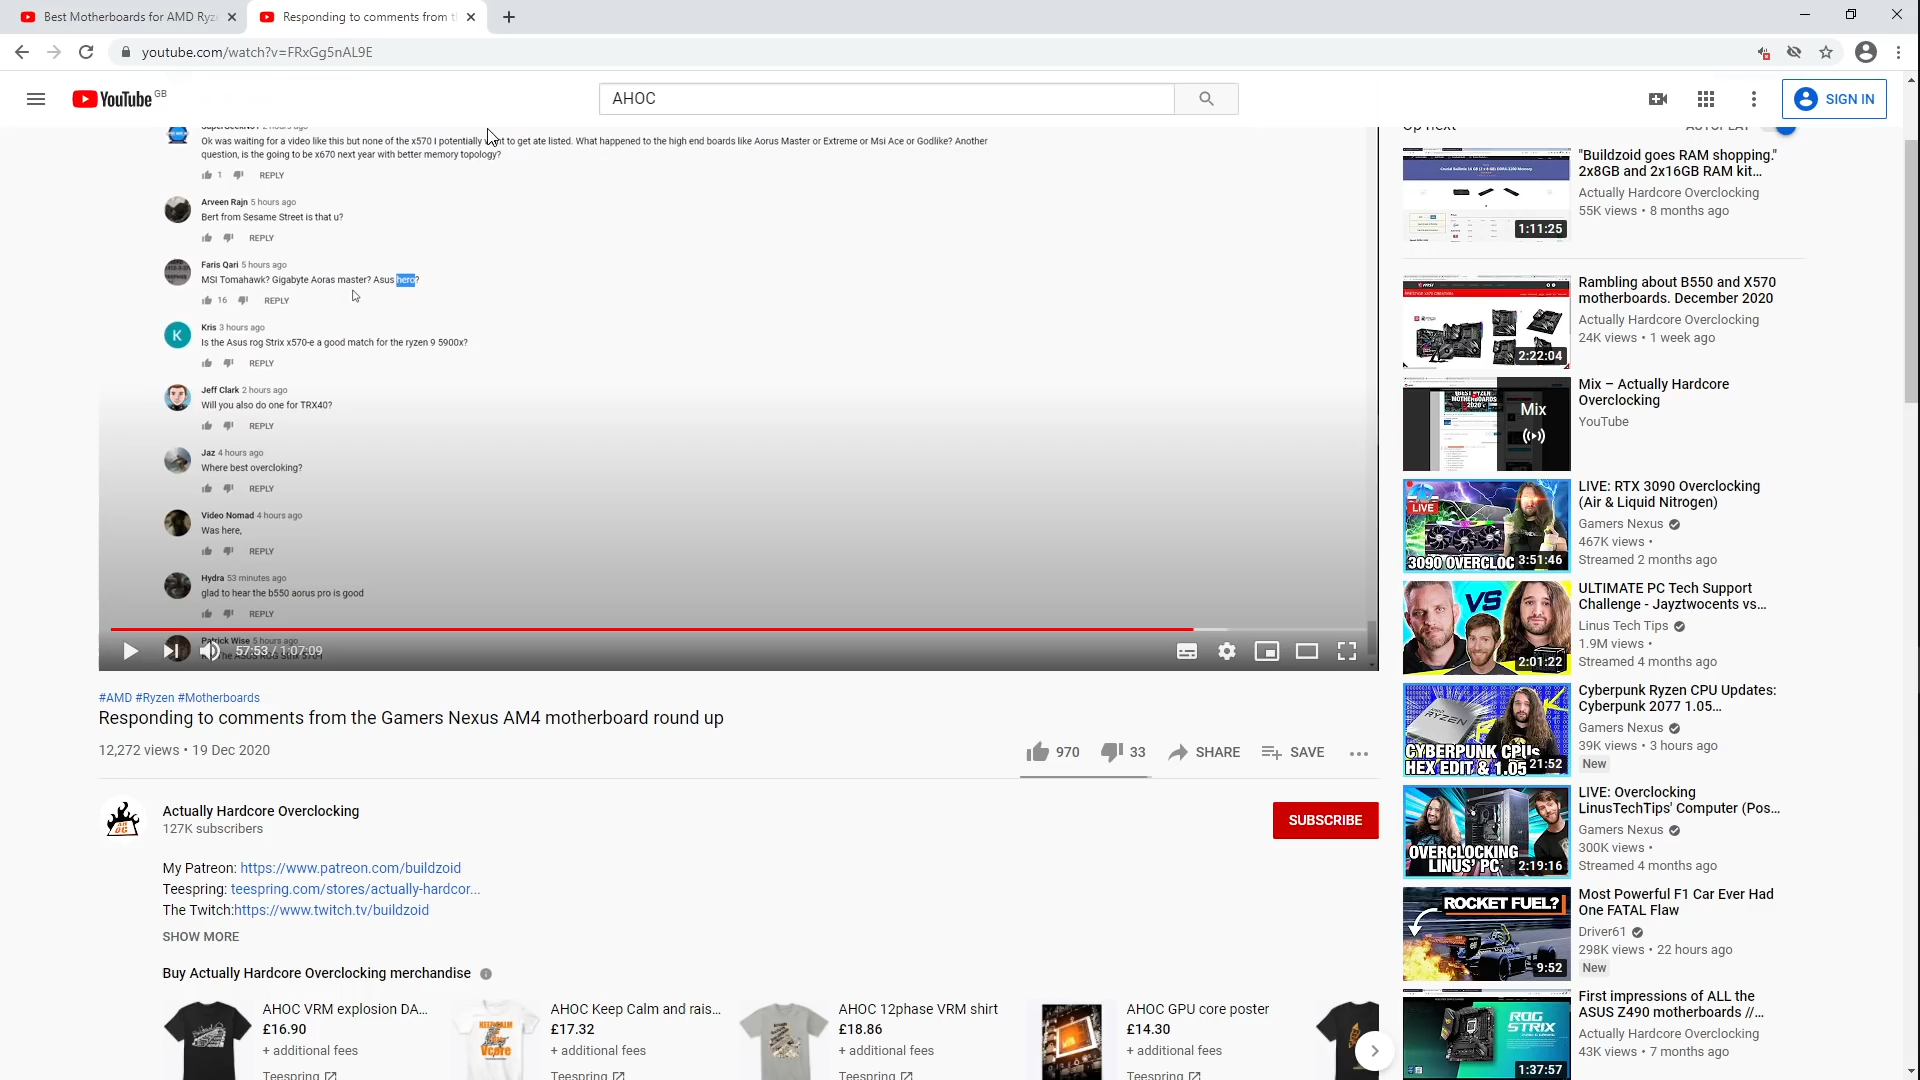 Best Motherboards for AMD Ryze
Responding to comments from t
youtube.com/watch?v=FRxGg5nAL9E
YouTube GB
AHOC
SIGN IN
2 hours ago
Ok was waiting for a video like this but none of the x570 I potentially want to get ate listed. What happened to the high end boards like Aorus Master or Extreme or Msi Ace or Godlike? Another
question, is the going to be x670 next year with better memory topology?
1 REPLY
Arveen Rajn 5 hours ago
Bert from Sesame Street is that u?
REPLY
Faris Qari 5 hours ago
MSI Tomahawk? Gigabyte Aoras master? Asus hero?
16 REPLY
Kris 3 hours ago
K
Is the Asus rog Strix x570-e a good match for the ryzen 9 5900x?
REPLY
Jeff Clark 2 hours ago
Will you also do one for TRX40?
REPLY
Jaz 4 hours ago
Where best overcloking?
REPLY
Video Nomad 4 hours ago
Was here,
REPLY
Hydra 53 minutes ago
glad to hear the b550 aorus pro is good
REPLY
Patrick Wise 5 hours ago
57:53 / 1:07:09
#AMD #Ryzen #Motherboards
Responding to comments from the Gamers Nexus AM4 motherboard round up
12,272 views • 19 Dec 2020
970
33
SHARE
SAVE
Actually Hardcore Overclocking
127K subscribers
SUBSCRIBE
My Patreon: https://www.patreon.com/buildzoid
Teespring: teespring.com/stores/actually-hardcor...
The Twitch:https://www.twitch.tv/buildzoid
SHOW MORE
Buy Actually Hardcore Overclocking merchandise
AHOC VRM explosion DA...
£16.90
+ additional fees
Teespring
KEEP CALM
Vcore
AHOC Keep Calm and rais...
£17.32
+ additional fees
Teespring
AHOC 12phase VRM shirt
£18.86
+ additional fees
Teespring
AHOC GPU core poster
£14.30
+ additional fees
Teespring
Up next
AUTOPLAY
1:11:25
"Buildzoid goes RAM shopping."
2x8GB and 2x16GB RAM kit...
Actually Hardcore Overclocking
55K views • 8 months ago
2:22:04
Rambling about B550 and X570
motherboards. December 2020
Actually Hardcore Overclocking
24K views • 1 week ago
Mix
Mix – Actually Hardcore
Overclocking
YouTube
LIVE
3090 OVERCLOC
3:51:46
LIVE: RTX 3090 Overclocking
(Air & Liquid Nitrogen)
Gamers Nexus
467K views •
Streamed 2 months ago
VS
2:01:22
ULTIMATE PC Tech Support
Challenge - Jayztwocents vs...
Linus Tech Tips
1.9M views •
Streamed 4 months ago
RYZEN
CYBERPUNK CPUs
HEX EDIT & 1.05
21:52
Cyberpunk Ryzen CPU Updates:
Cyberpunk 2077 1.05...
Gamers Nexus
39K views • 3 hours ago
New
OVERCLOCKING
LINUS' PC
2:19:16
LIVE: Overclocking
LinusTechTips' Computer (Pos...
Gamers Nexus
300K views •
Streamed 4 months ago
ROCKET FUEL?
9:52
Most Powerful F1 Car Ever Had
One FATAL Flaw
Driver61
298K views • 22 hours ago
New
ROG
STRIX
1:37:57
First impressions of ALL the
ASUS Z490 motherboards //...
Actually Hardcore Overclocking
43K views • 7 months ago